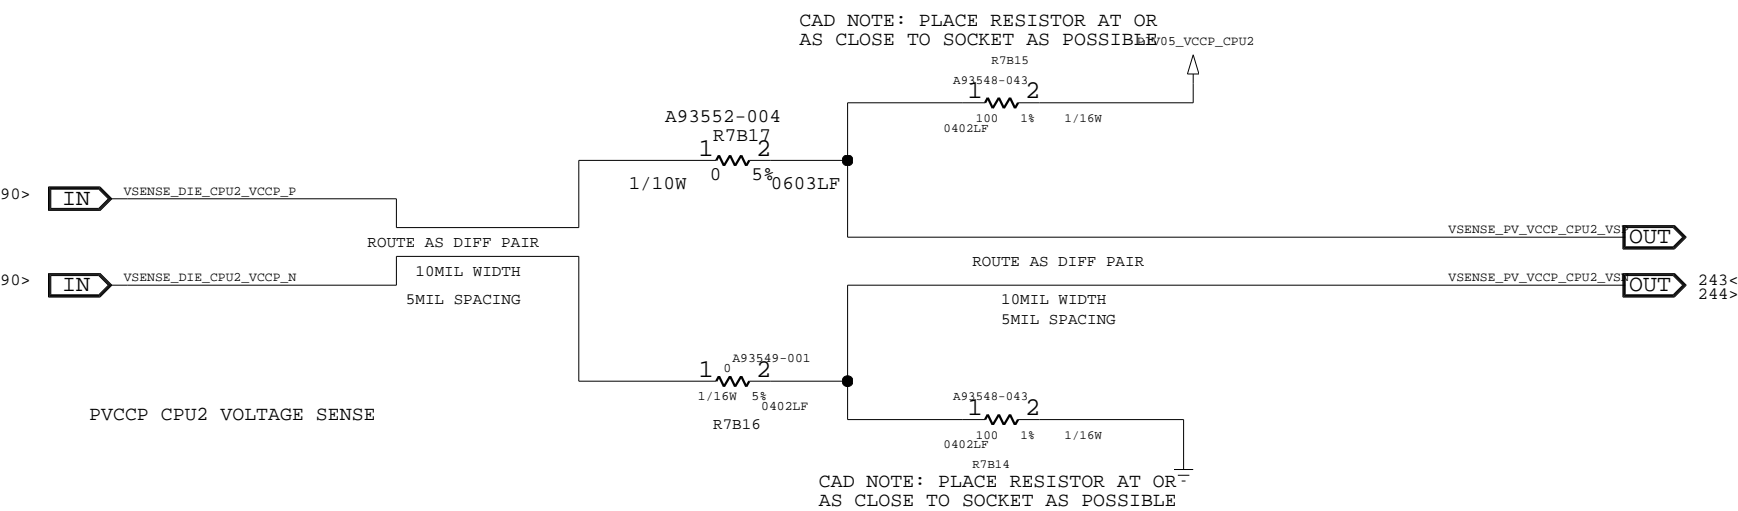 CAD NOTE: PLACE RESISTOR AT OR
AS CLOSE TO SOCKET AS POSSIBLE
R7B15
A93548-043
1 2
100 1% 1/16W
0402LF
A93552-004
R7B17
1 2
0 5%
1/10W
0603LF
90>
IN
VSENSE_DIE_CPU2_VCCP_P
ROUTE AS DIFF PAIR
10MIL WIDTH
5MIL SPACING
90>
IN
VSENSE_DIE_CPU2_VCCP_N
OUT
ROUTE AS DIFF PAIR
10MIL WIDTH
5MIL SPACING
OUT
243<
244>
A93549-001
1 0 2
1/16W 5%
0402LF
R7B16
PVCCP CPU2 VOLTAGE SENSE
A93548-043
1 2
100 1% 1/16W
0402LF
R7B14
CAD NOTE: PLACE RESISTOR AT OR
AS CLOSE TO SOCKET AS POSSIBLE